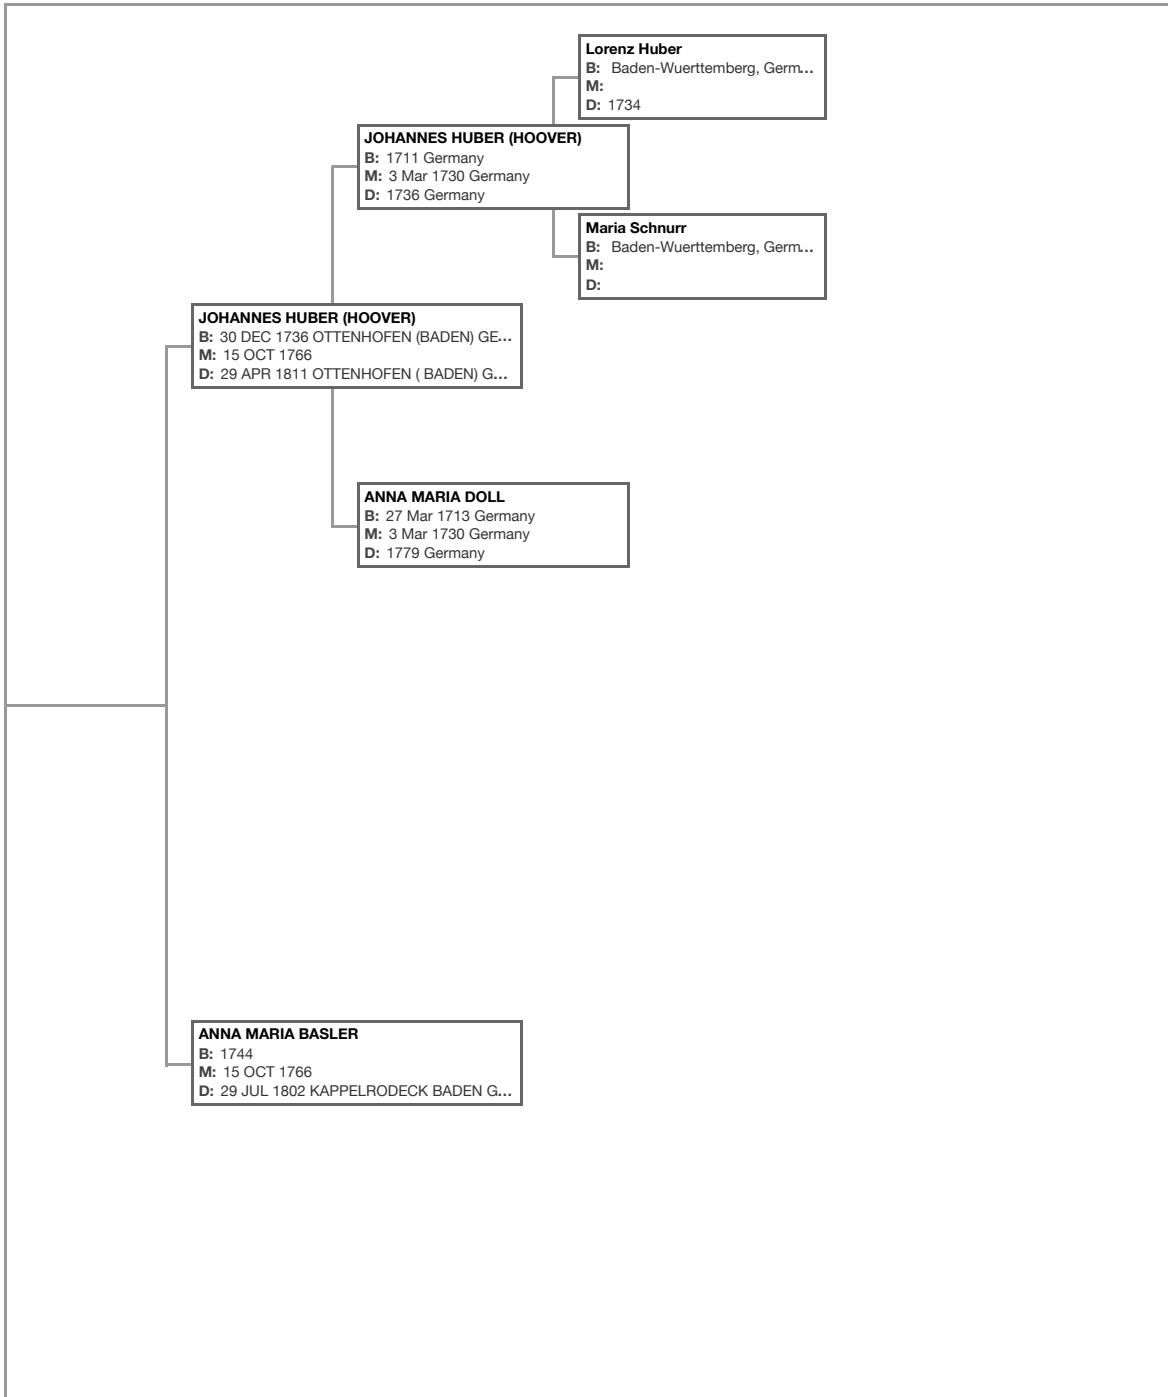 Lorenz Huber
B: Baden-Wuerttemberg, Germ...
M:
D: 1734
JOHANNES HUBER (HOOVER)
B: 1711 Germany
M: 3 Mar 1730 Germany
D: 1736 Germany
Maria Schnurr
B: Baden-Wuerttemberg, Germ...
M:
D:
JOHANNES HUBER (HOOVER)
B: 30 DEC 1736 OTTENHOFEN (BADEN) GE...
M: 15 OCT 1766
D: 29 APR 1811 OTTENHOFEN ( BADEN) G...
ANNA MARIA DOLL
B: 27 Mar 1713 Germany
M: 3 Mar 1730 Germany
D: 1779 Germany
ANNA MARIA BASLER
B: 1744
M: 15 OCT 1766
D: 29 JUL 1802 KAPPELRODECK BADEN G...